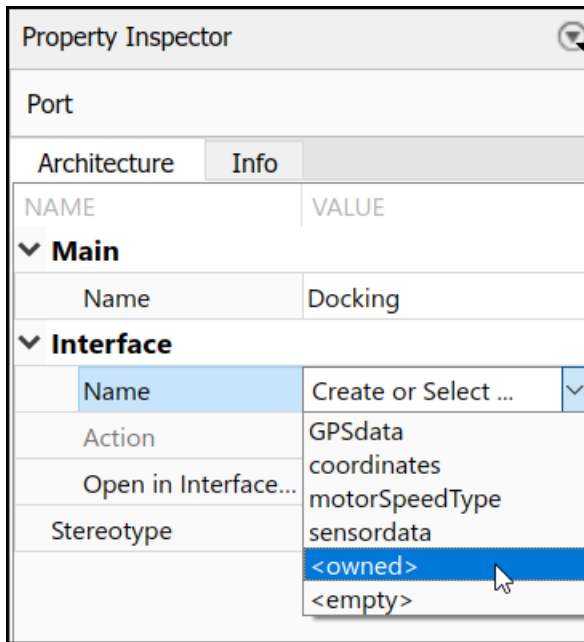 Property Inspector
Port
Architecture Info
NAME VALUE
Main
Name Docking
Interface
Name Create or Select ...
Action GPSdata
coordinates
Open in Interface... motorSpeedType
Stereotype sensordata
<owned>
<empty>